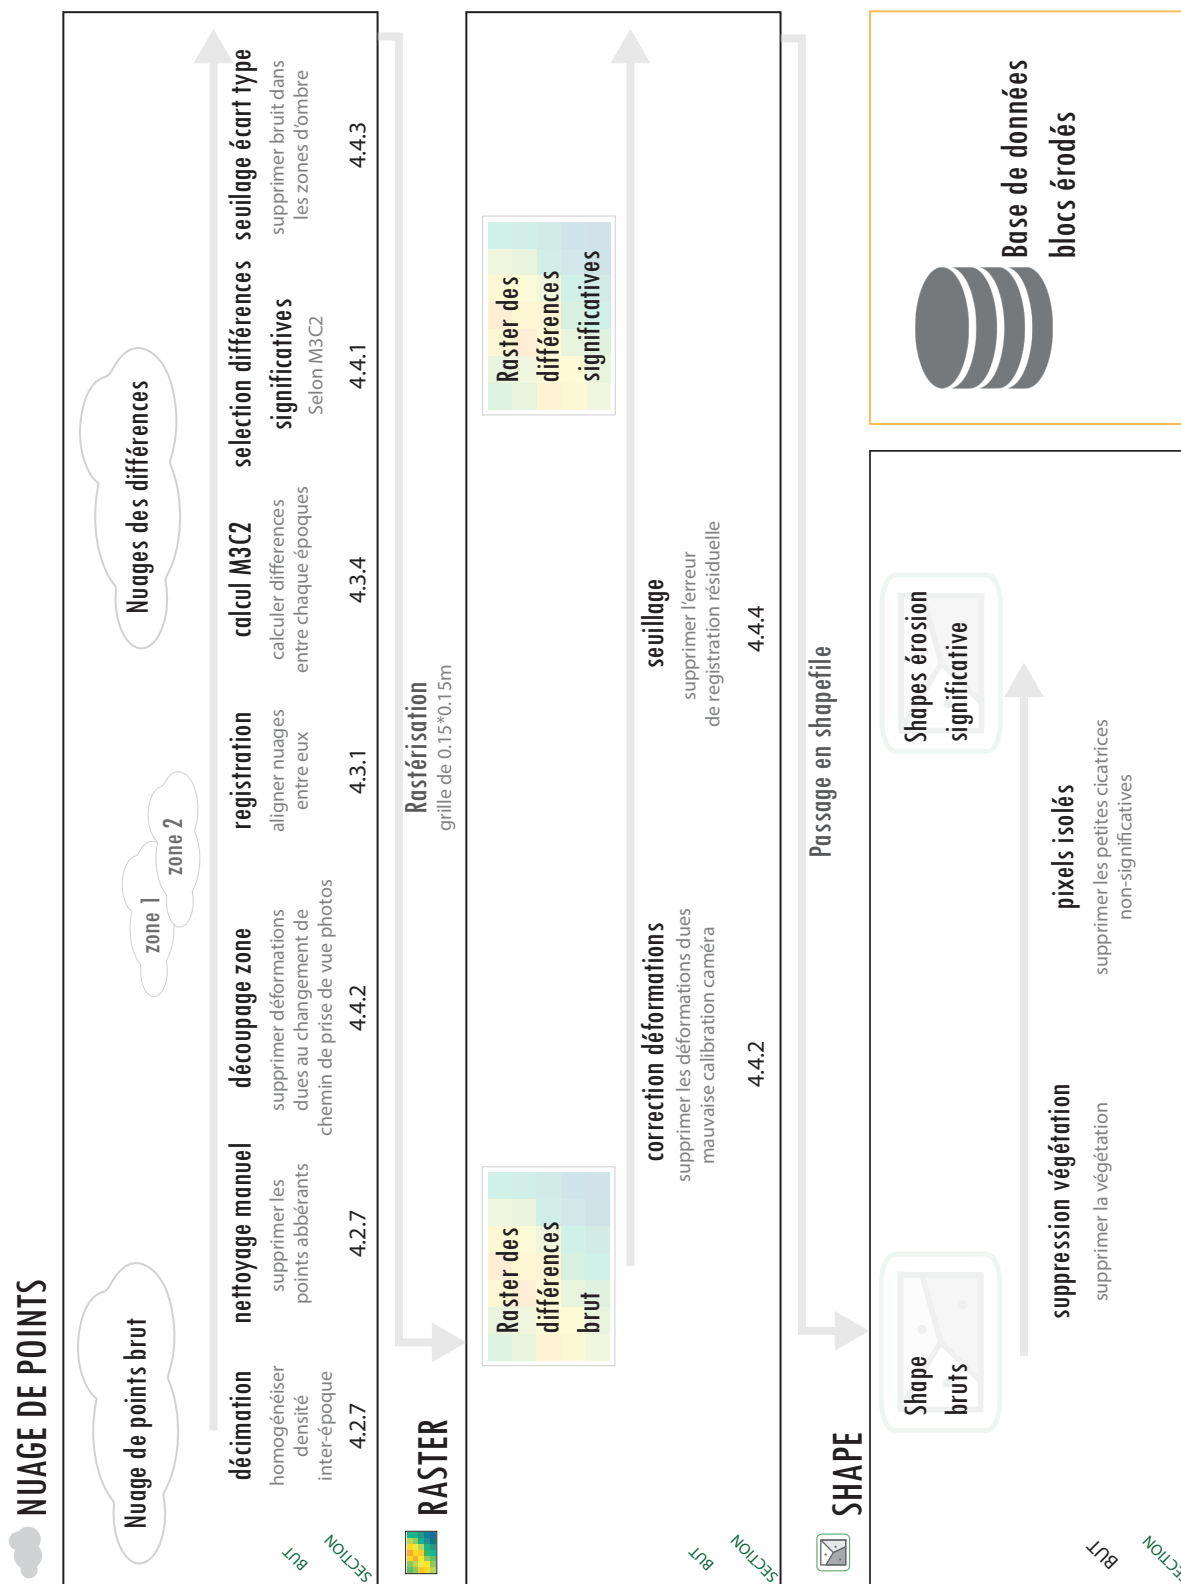 NUAGE DE POINTS
Nuage de points brut
zone 1
zone 2
Nuages des différences
décimation
homogénéiser
densité
inter-époque
4.2.7
nettoyage manuel
supprimer les
points abbérants
4.2.7
découpage zone
supprimer déformations
dues au changement de
chemin de prise de vue photos
4.4.2
registration
aligner nuages
entre eux
4.3.1
calcul M3C2
calculer differences
entre chaque époques
4.3.4
selection différences
significatives
Selon M3C2
4.4.1
seuilage écart type
supprimer bruit dans
les zones d'ombre
4.4.3
BUT
SECTION
Rastérisation
grille de 0.15*0.15m
RASTER
Raster des
différences
brut
Raster des
différences
significatives
correction déformations
supprimer les déformations dues
mauvaise calibration caméra
4.4.2
seuillage
supprimer l'erreur
de registration résiduelle
4.4.4
BUT
SECTION
Passage en shapefile
SHAPE
Shape
bruts
Shapes érosion
significative
suppression végétation
supprimer la végétation
pixels isolés
supprimer les petites cicatrices
non-significatives
BUT
SECTION
Base de données
blocs érodés